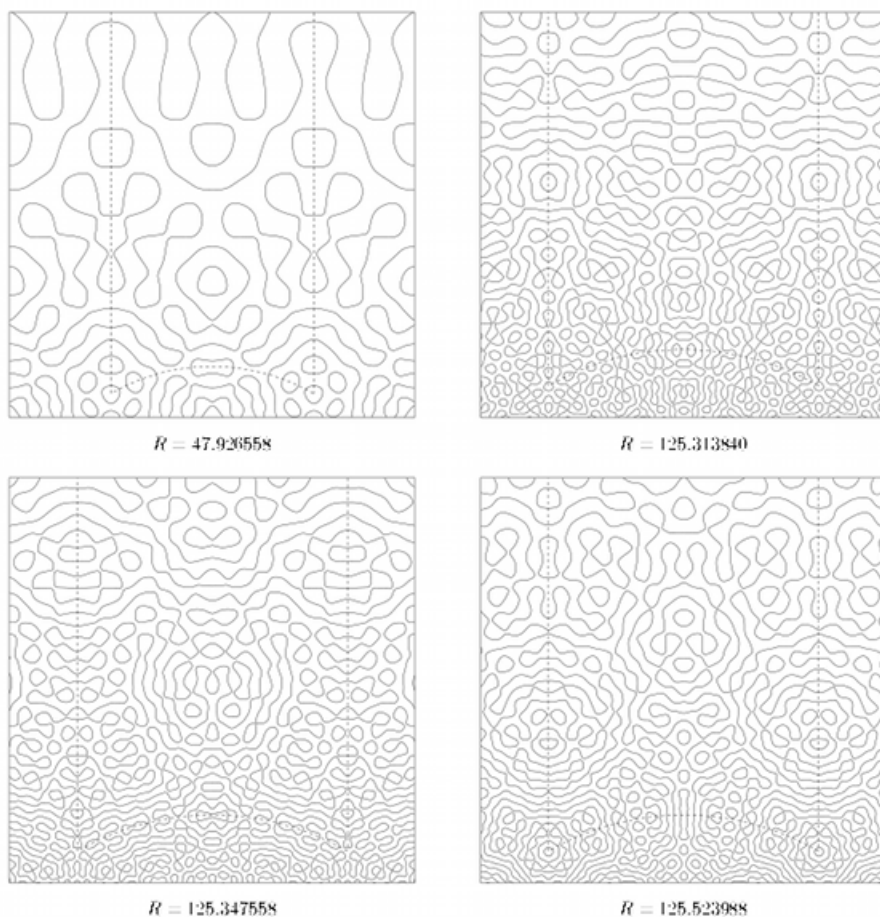 R = 47.926558
R = 125.313840
R = 125.347558
R = 125.523988